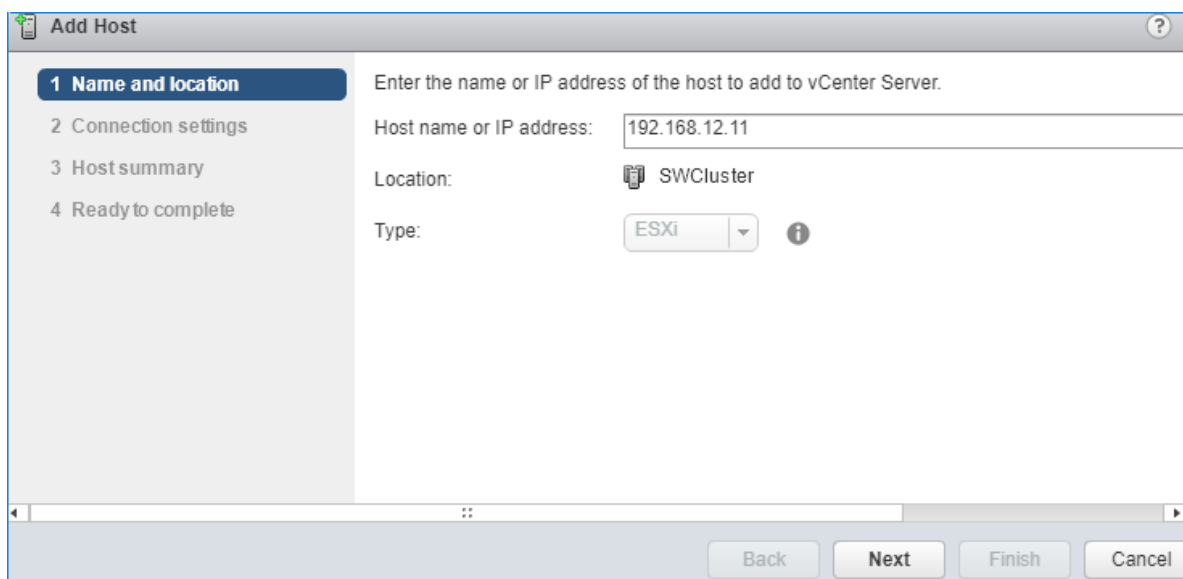 Add Host
?
1 Name and location
2 Connection settings
3 Host summary
4 Ready to complete
Enter the name or IP address of the host to add to vCenter Server.
Host name or IP address: 192.168.12.11
Location: SWCluster
Type: ESXi
Back Next Finish Cancel